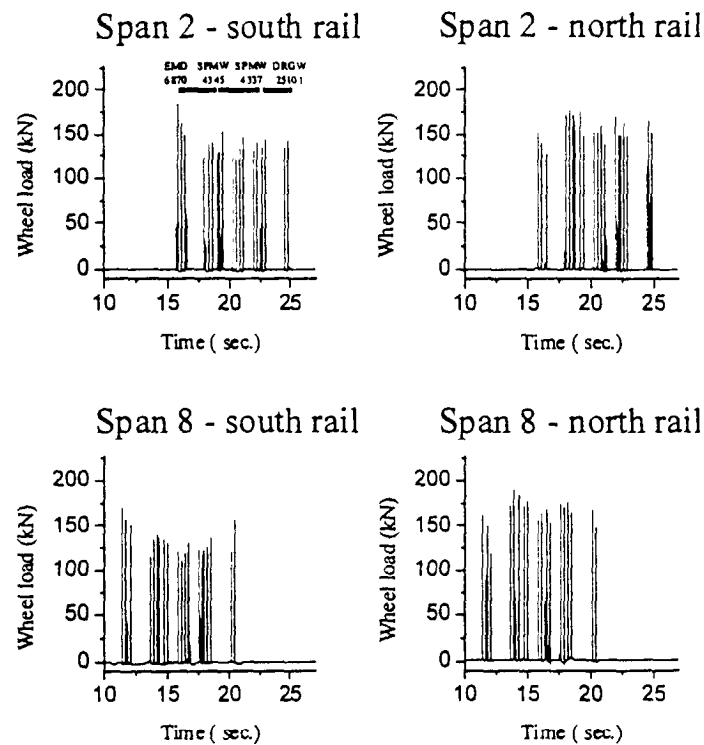 Span 2 - south rail
Span 2 - north rail
EMD SPMW SPMW DRGW
6870 4345 4337 25101
Wheel load (kN)
200
150
100
50
0
10 15 20 25
Time ( sec.)
Wheel load (kN)
200
150
100
50
0
10 15 20 25
Time ( sec.)
Span 8 - south rail
Span 8 - north rail
Wheel load (kN)
200
150
100
50
0
10 15 20 25
Time ( sec.)
Wheel load (kN)
200
150
100
50
0
10 15 20 25
Time ( sec.)